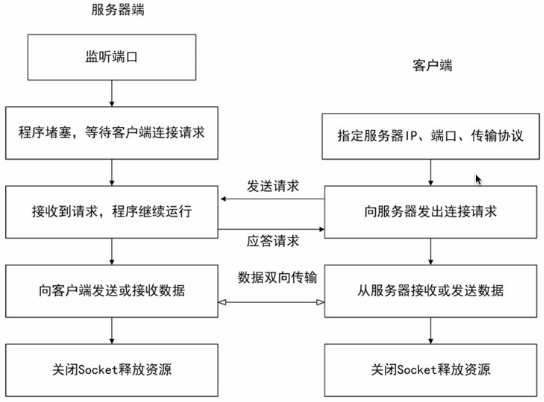 服务器端
监听端口
客户端
程序堵塞，等待客户端连接请求
指定服务器IP、端口、传输协议
发送请求
接收到请求，程序继续运行
向服务器发出连接请求
应答请求
数据双向传输
向客户端发送或接收数据
从服务器接收或发送数据
关闭Socket释放资源
关闭Socket释放资源